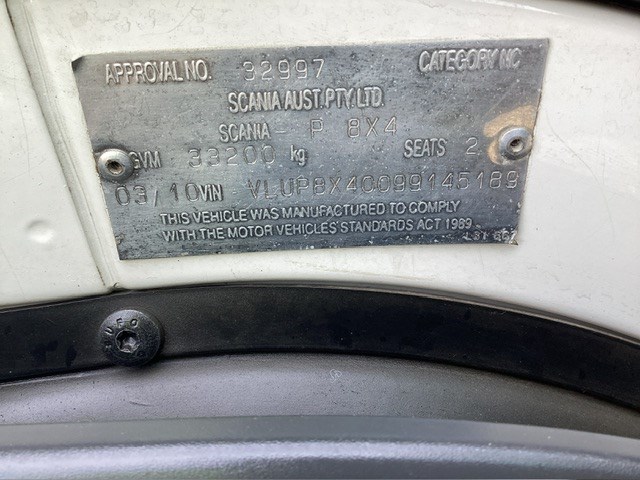 APPROVAL NO. 32997 CATEGORY NC
SCANIA AUST. PTY. LTD.
SCANIA - P 8X4
GVM 33200 kg SEATS 2
03/10 VIN VLUP8X40099145189
THIS VEHICLE WAS MANUFACTURED TO COMPLY
WITH THE MOTOR VEHICLES STANDARDS ACT 1989